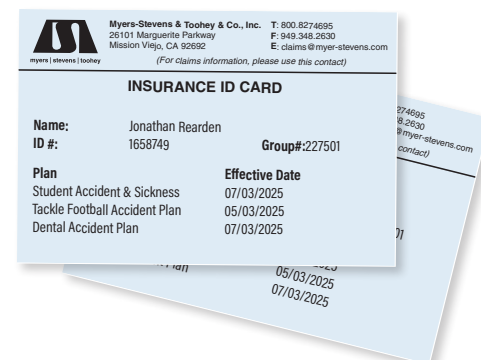 Myers-Stevens & Toohey & Co., Inc. T: 800.8274695
26101 Marguerite Parkway F: 949.348.2630
Mission Viejo, CA 92692 E: claims@myer-stevens.com
myers | stevens | toohey
(For claims information, please use this contact)
INSURANCE ID CARD
Name: Jonathan Rearden
ID #: 1658749 Group#:227501
Plan Effective Date
Student Accident & Sickness 07/03/2025
Tackle Football Accident Plan 05/03/2025
Dental Accident Plan 07/03/2025
274695
8.2630
@myer-stevens.com
contact)
01
Plan
05/03/2025
07/03/2025